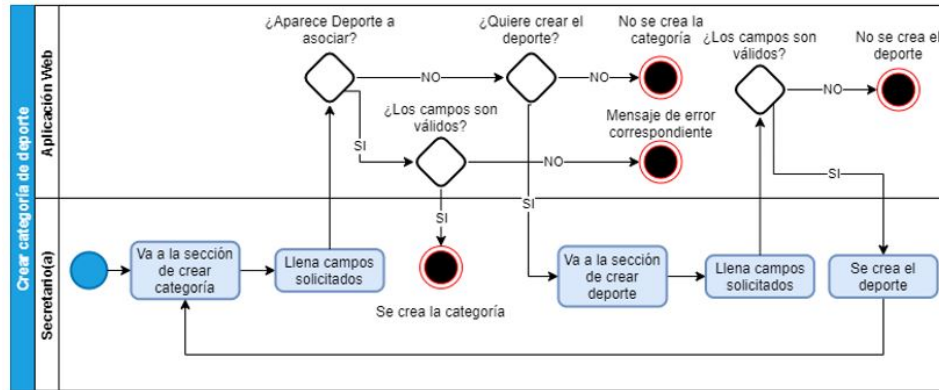 Crear categoría de deporte
Aplicación Web
Secretario(a)
¿Aparece Deporte a
asociar?
¿Quiere crear el
deporte?
No se crea la
categoría
¿Los campos son
válidos?
No se crea el
deporte
NO
NO
NO
¿Los campos son
válidos?
Mensaje de error
correspondiente
SI
NO
SI
SI
SI
Va a la sección
de crear
categoría
Llena campos
solicitados
Se crea la categoría
Va a la sección
de crear
deporte
Llena campos
solicitados
Se crea el
deporte